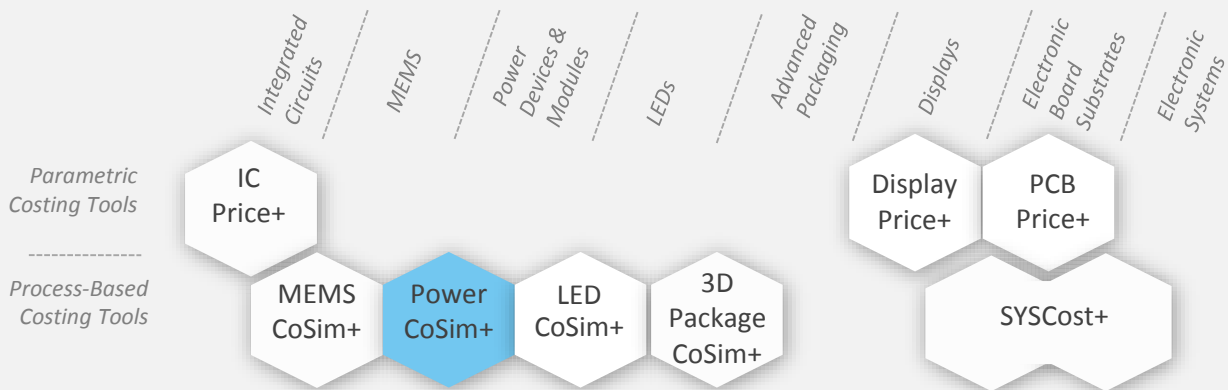 Integrated
Circuits
MEMS
Power
Devices &
Modules
LEDs
Advanced
Packaging
Displays
Electronic
Board
Substrates
Electronic
Systems
Parametric
Costing Tools
IC
Price+
Display
Price+
PCB
Price+
Process-Based
Costing Tools
MEMS
CoSim+
Power
CoSim+
LED
CoSim+
3D
Package
CoSim+
SYSCost+